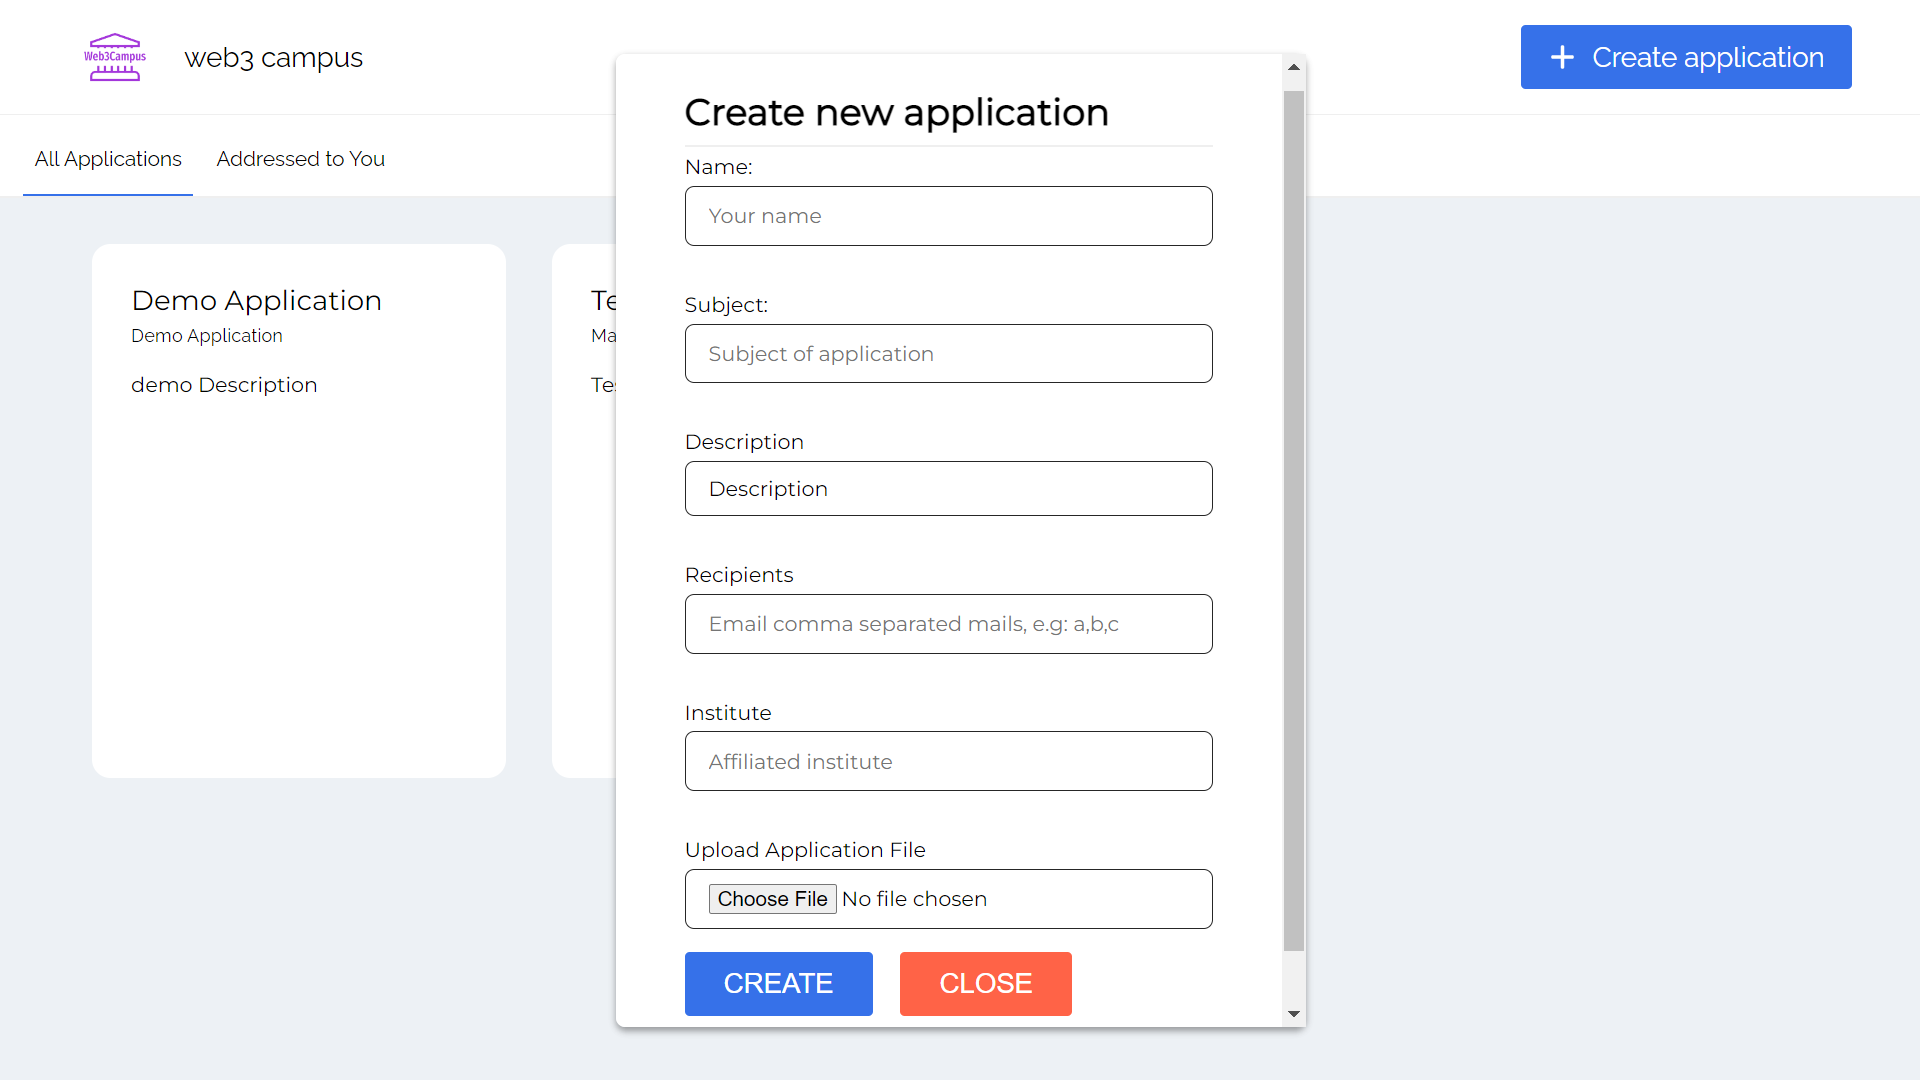 Web3Campus
web3 campus
Create application
All Applications
Addressed to You
Demo Application
Demo Application
demo Description
Te
Ma
Tes
Create new application
Name:
Your name
Subject:
Subject of application
Description
Description
Recipients
Email comma separated mails, e.g: a,b,c
Institute
Affiliated institute
Upload Application File
Choose File No file chosen
CREATE
CLOSE